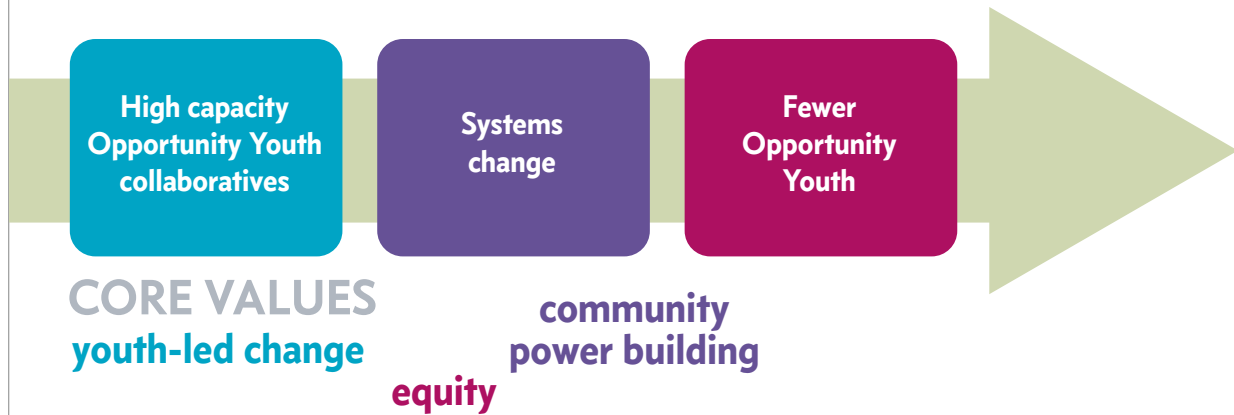 High capacity
Opportunity Youth
collaboratives
Systems
change
Fewer
Opportunity
Youth
CORE VALUES
youth-led change
community
power building
equity